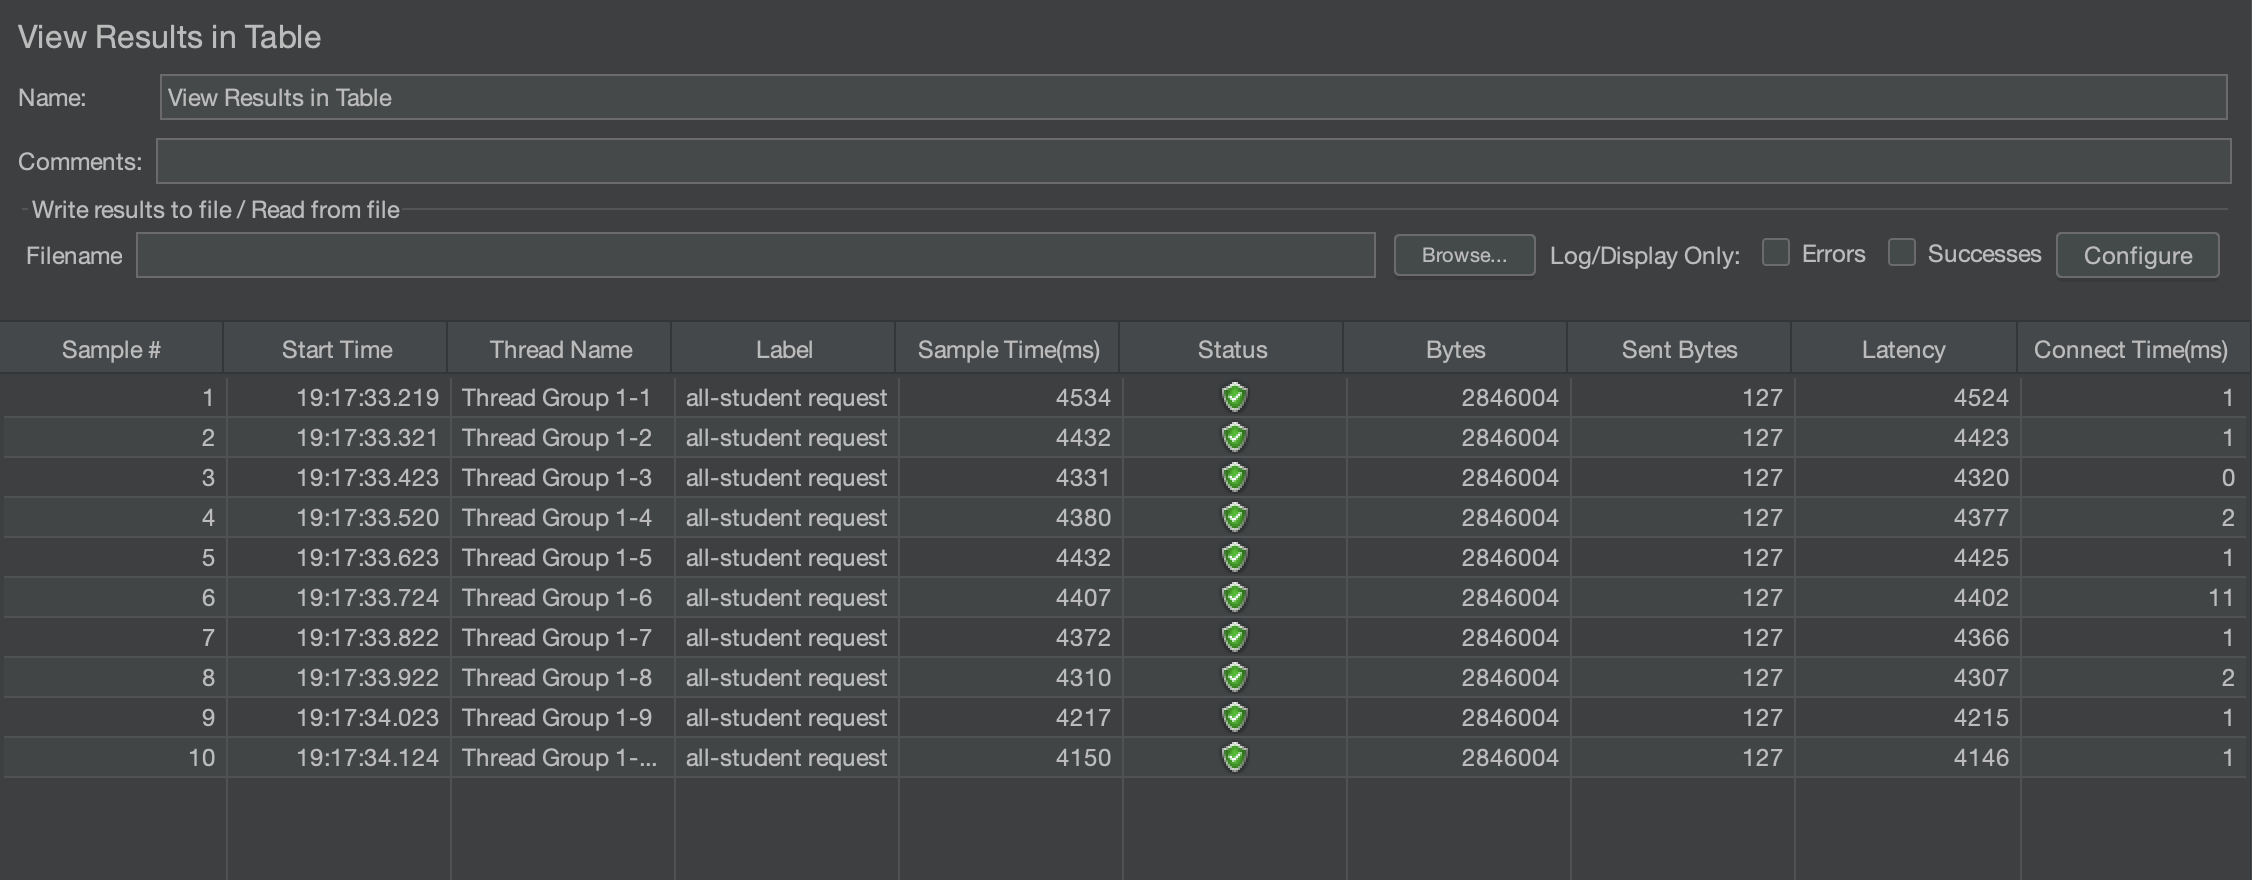 View Results in Table
Name: View Results in Table
Comments:
Write results to file / Read from file
Filename Browse... Log/Display Only: Errors Successes Configure
Sample # Start Time Thread Name Label Sample Time(ms) Status Bytes Sent Bytes Latency Connect Time(ms)
1 19:17:33.219 Thread Group 1-1 all-student request 4534 2846004 127 4524 1
2 19:17:33.321 Thread Group 1-2 all-student request 4432 2846004 127 4423 1
3 19:17:33.423 Thread Group 1-3 all-student request 4331 2846004 127 4320 0
4 19:17:33.520 Thread Group 1-4 all-student request 4380 2846004 127 4377 2
5 19:17:33.623 Thread Group 1-5 all-student request 4432 2846004 127 4425 1
6 19:17:33.724 Thread Group 1-6 all-student request 4407 2846004 127 4402 11
7 19:17:33.822 Thread Group 1-7 all-student request 4372 2846004 127 4366 1
8 19:17:33.922 Thread Group 1-8 all-student request 4310 2846004 127 4307 2
9 19:17:34.023 Thread Group 1-9 all-student request 4217 2846004 127 4215 1
10 19:17:34.124 Thread Group 1-... all-student request 4150 2846004 127 4146 1